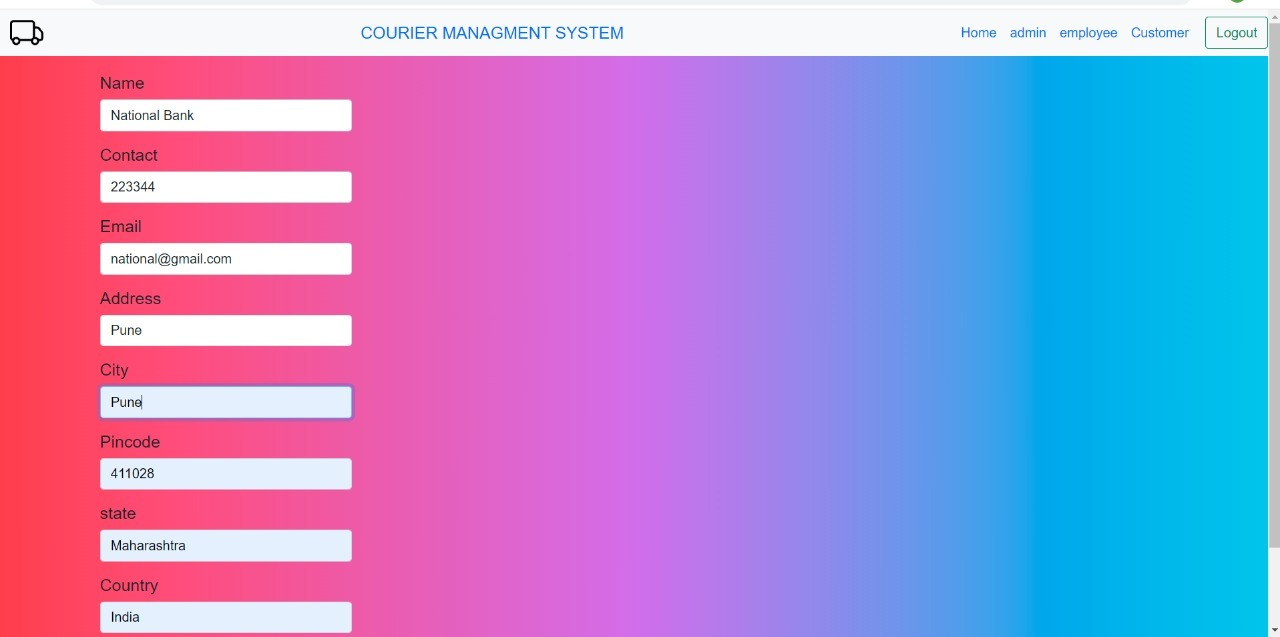 COURIER MANAGMENT SYSTEM Home admin employee Customer Logout
Name
National Bank
Contact
223344
Email
national@gmail.com
Address
Pune
City
Pune
Pincode
411028
state
Maharashtra
Country
India